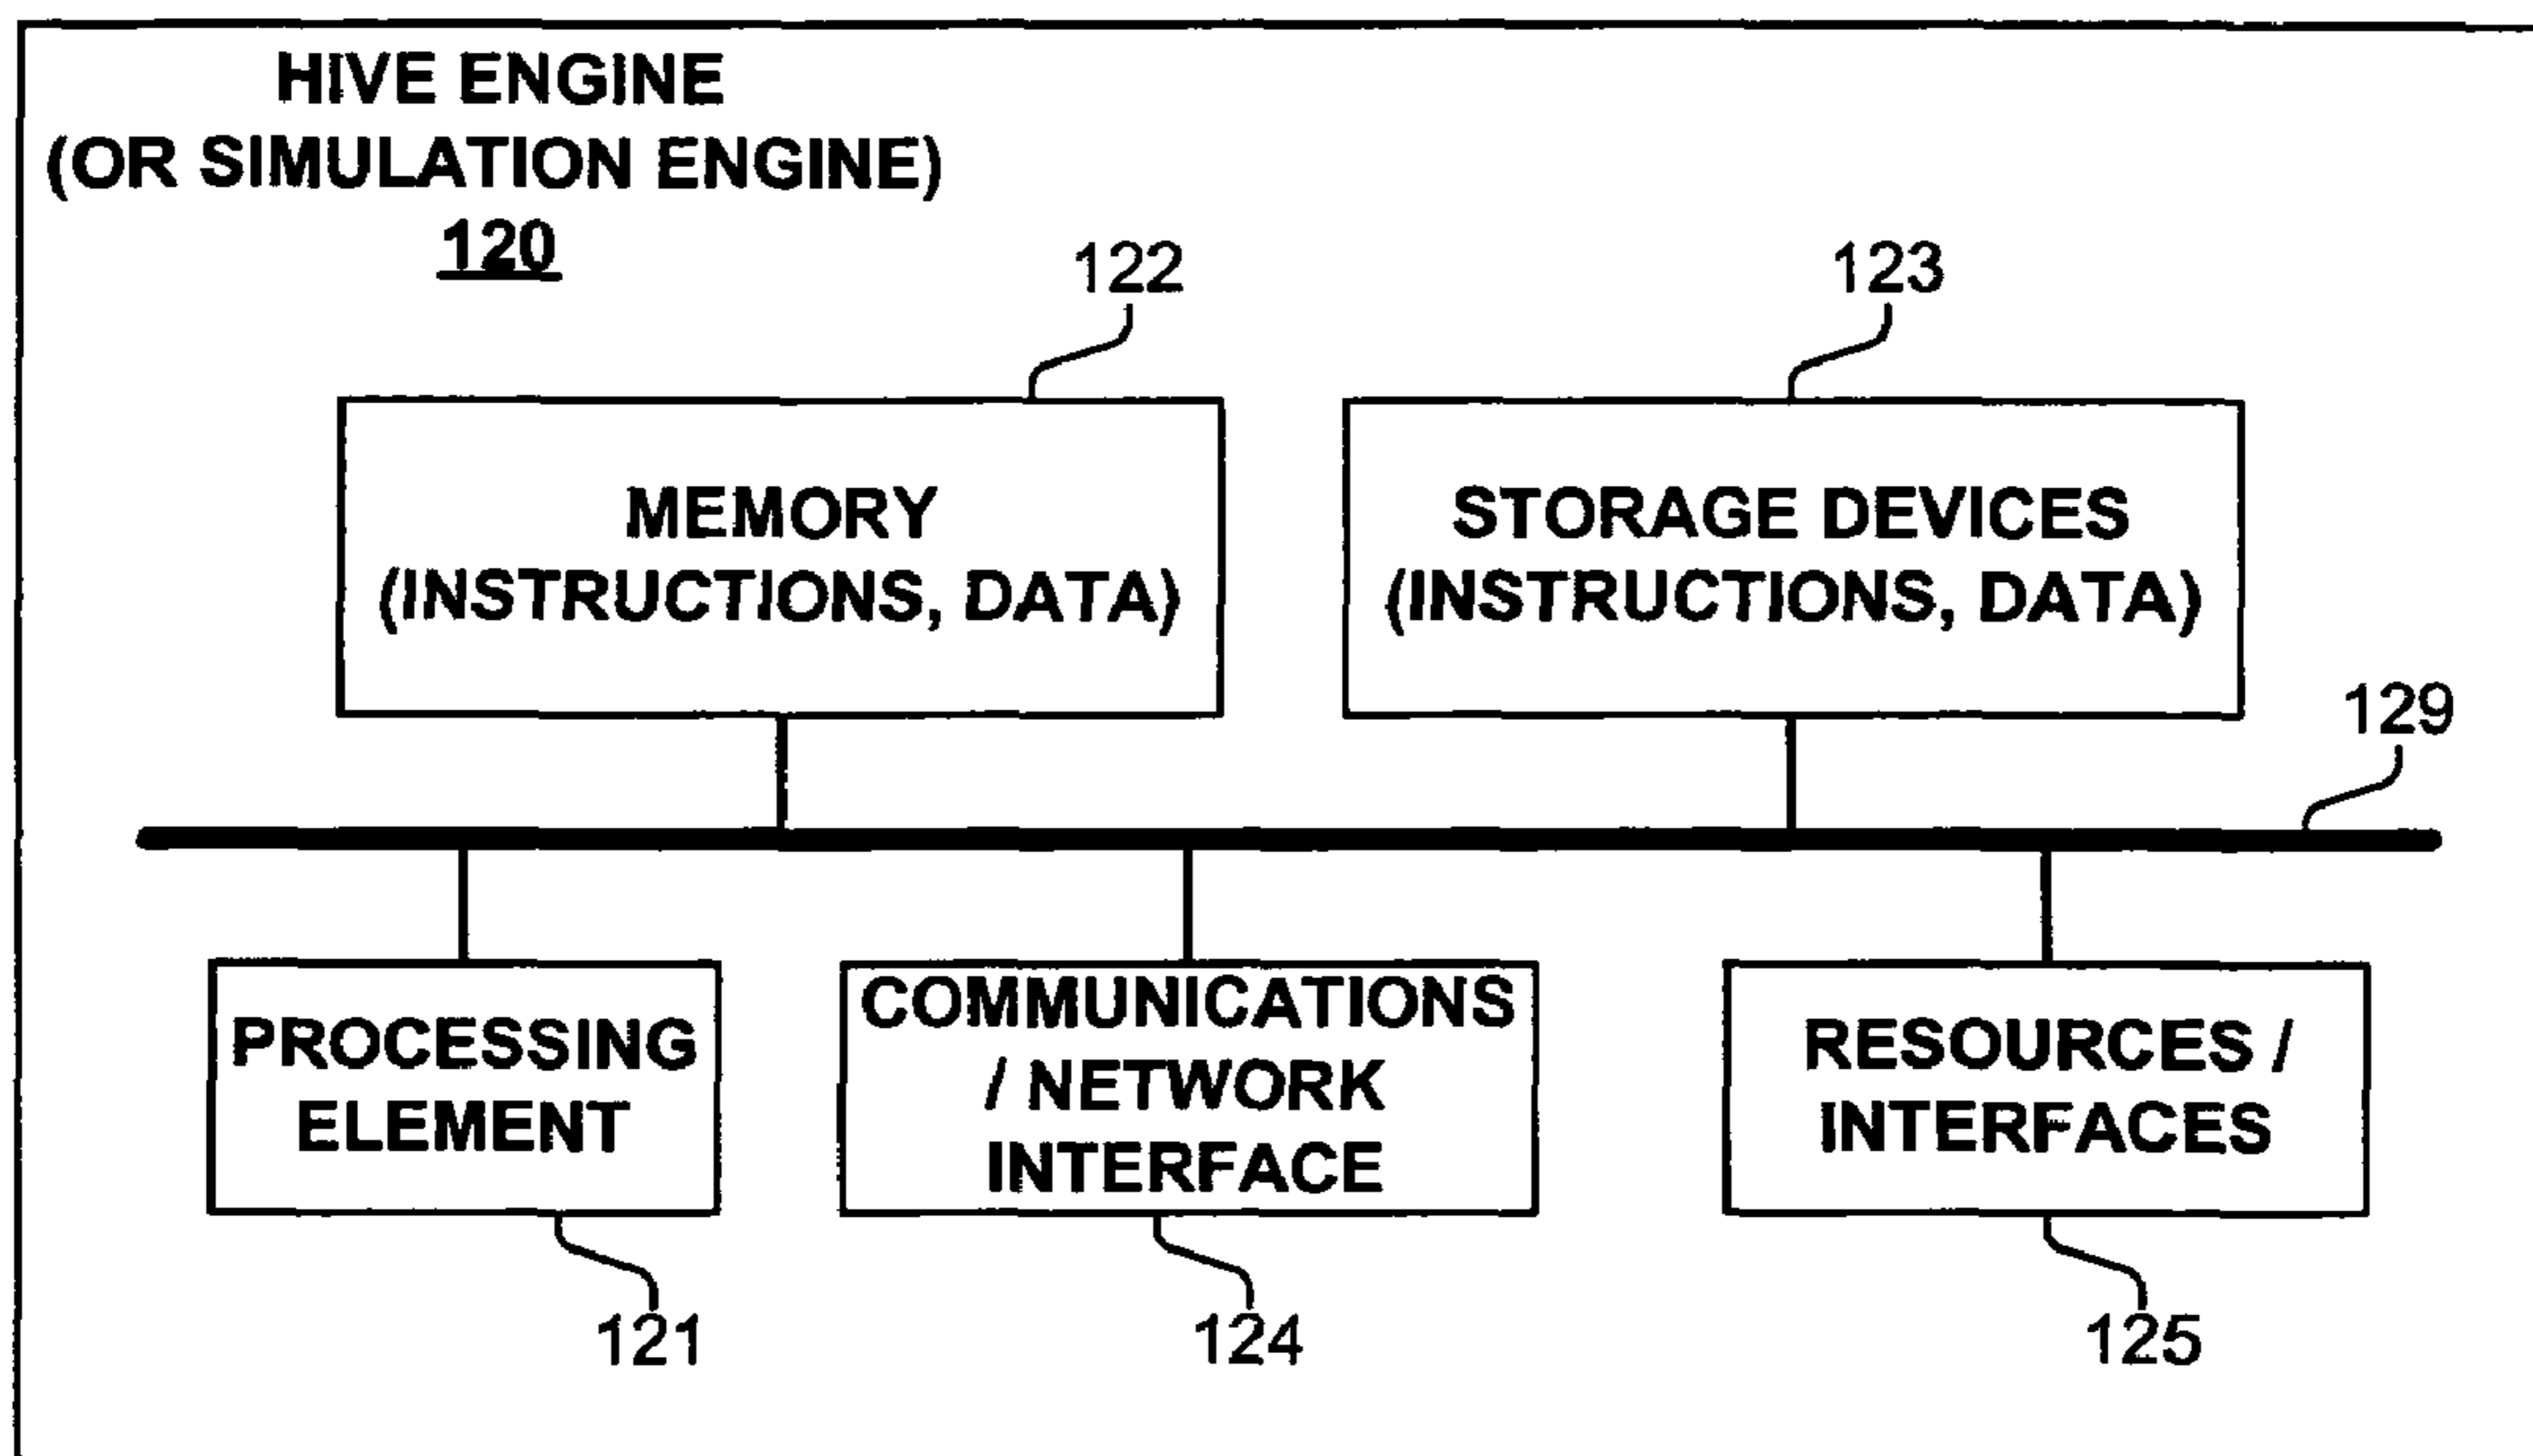 HIVE ENGINE
(OR SIMULATION ENGINE)
120
122
123
MEMORY
(INSTRUCTIONS, DATA)
STORAGE DEVICES
(INSTRUCTIONS, DATA)
129
PROCESSING
ELEMENT
COMMUNICATIONS
/ NETWORK
INTERFACE
RESOURCES /
INTERFACES
121
124
125